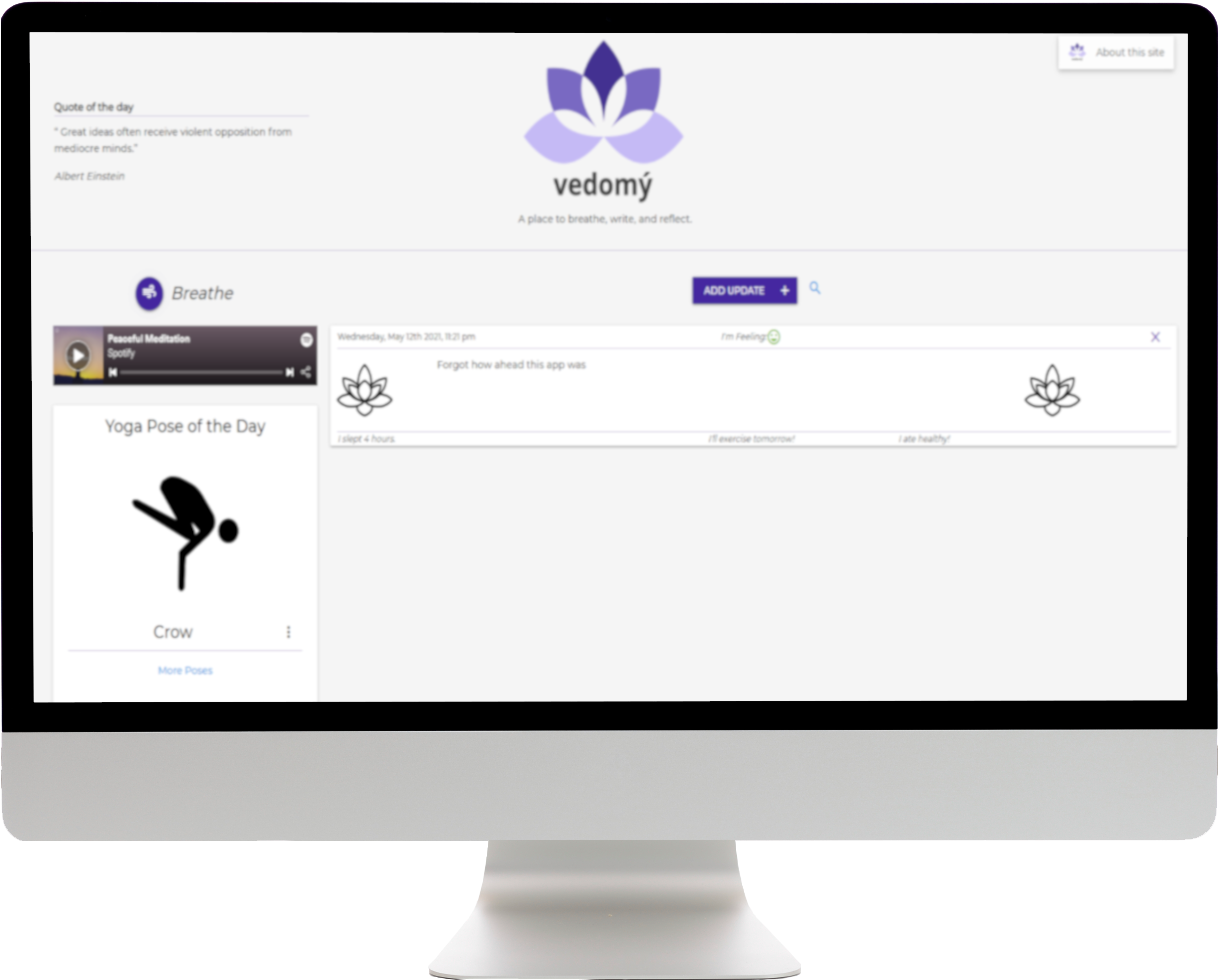 About this site
Quote of the day
" Great ideas often receive violent opposition from
mediocre minds."
Albert Einstein
vedomý
A place to breathe, write, and reflect.
Breathe
ADD UPDATE +
Peaceful Meditation
Spotify
Wednesday, May 12th 2021, 11:21 pm
I'm Feeling:
X
Forgot how ahead this app was
I slept 4 hours.
I'll exercise tomorrow!
I ate healthy!
Yoga Pose of the Day
Crow
More Poses